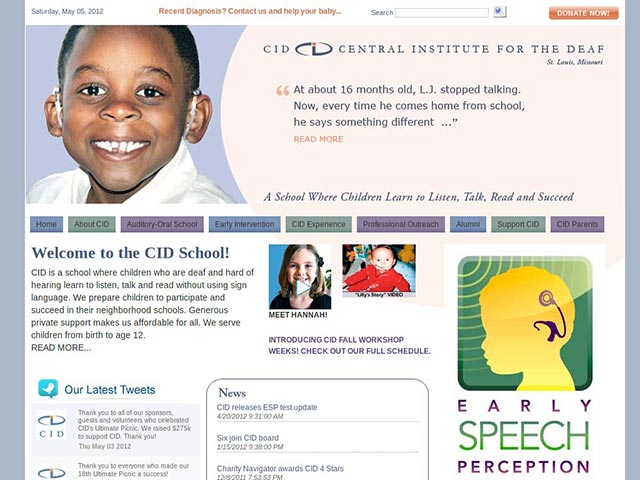 Saturday, May 05, 2012
Recent Diagnosis? Contact us and help your baby...
Search
DONATE NOW!
CID CID CENTRAL INSTITUTE FOR THE DEAF
St. Louis, Missouri
“ At about 16 months old, L.J. stopped talking.
Now, every time he comes home from school,
he says something different ...”
READ MORE
A School Where Children Learn to Listen, Talk, Read and Succeed
Home
About CID
Auditory-Oral School
Early Intervention
CID Experience
Professional Outreach
Alumni
Support CID
CID Parents
Welcome to the CID School!
CID is a school where children who are deaf and hard of
hearing learn to listen, talk and read without using sign
language. We prepare children to participate and
succeed in their neighborhood schools. Generous
private support makes us affordable for all. We serve
children from birth to age 12.
READ MORE...
MEET HANNAH!
"Lilly's Story" VIDEO
INTRODUCING CID FALL WORKSHOP
WEEKS! CHECK OUT OUR FULL SCHEDULE.
EARLY
SPEECH
PERCEPTION
Our Latest Tweets
CID
Thank you to all of our sponsors,
guests and volunteers who celebrated
CID's Ultimate Picnic. We raised $275k
to support CID. Thank you!
Thu May 03 2012
Thank you to everyone who made our
18th Ultimate Picnic a success!
News
CID releases ESP test update
4/20/2012 9:31:00 AM
Six join CID board
1/15/2012 9:38:00 PM
Charity Navigator awards CID 4 Stars
12/8/2011 7:53:53 PM